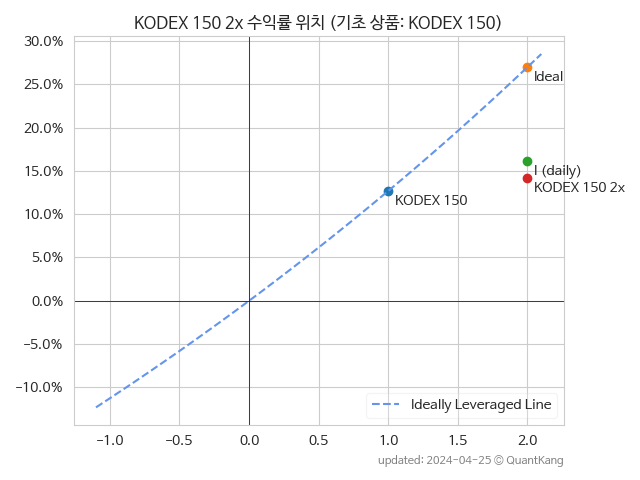 KODEX 150 2x 수익률 위치 (기초 상품: KODEX 150)
30.0%
25.0%
20.0%
15.0%
10.0%
5.0%
0.0%
−5.0%
−10.0%
Ideal
I (daily)
KODEX 150 2x
KODEX 150
Ideally Leveraged Line
−1.0
−0.5
0.0
0.5
1.0
1.5
2.0
updated: 2024-04-25 © QuantKang